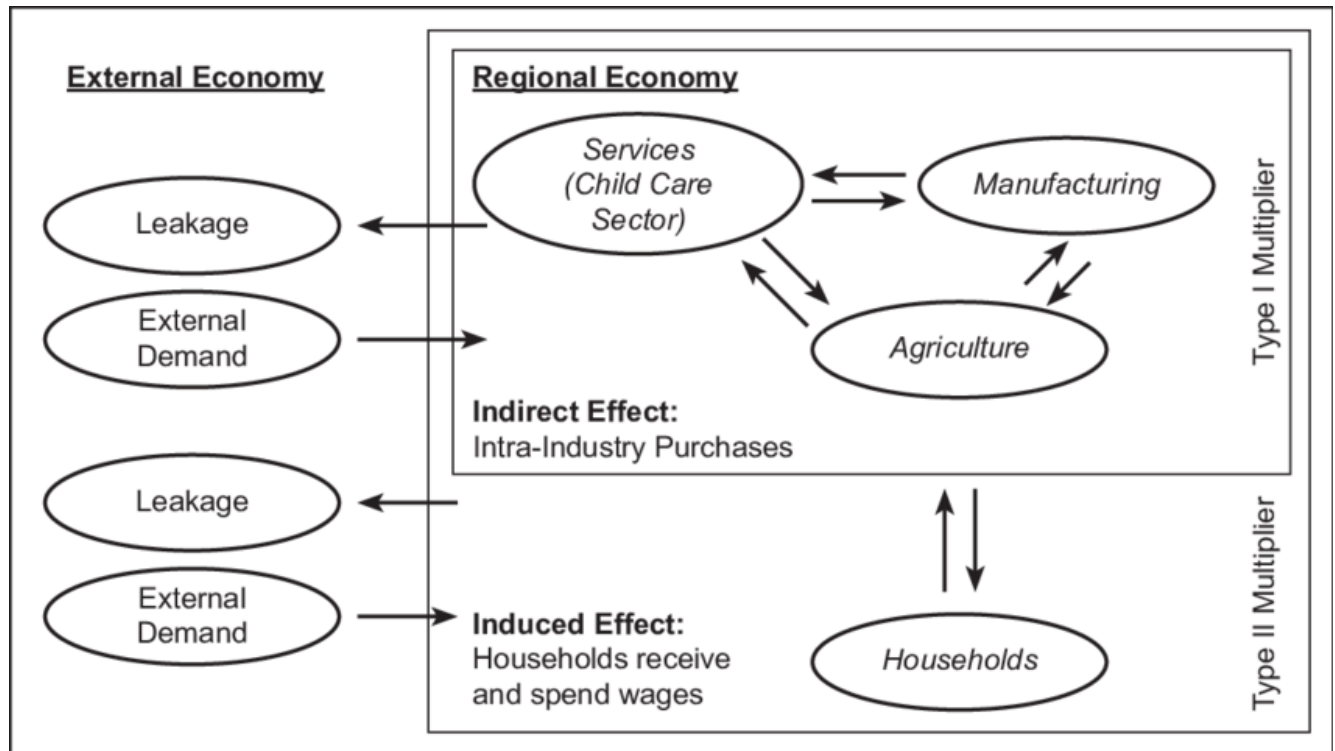 External Economy
Leakage
External
Demand
Leakage
External
Demand
Regional Economy
Services
(Child Care
Sector)
Manufacturing
Agriculture
Indirect Effect:
Intra-Industry Purchases
Type I Multiplier
Induced Effect:
Households receive
and spend wages
Households
Type II Multiplier